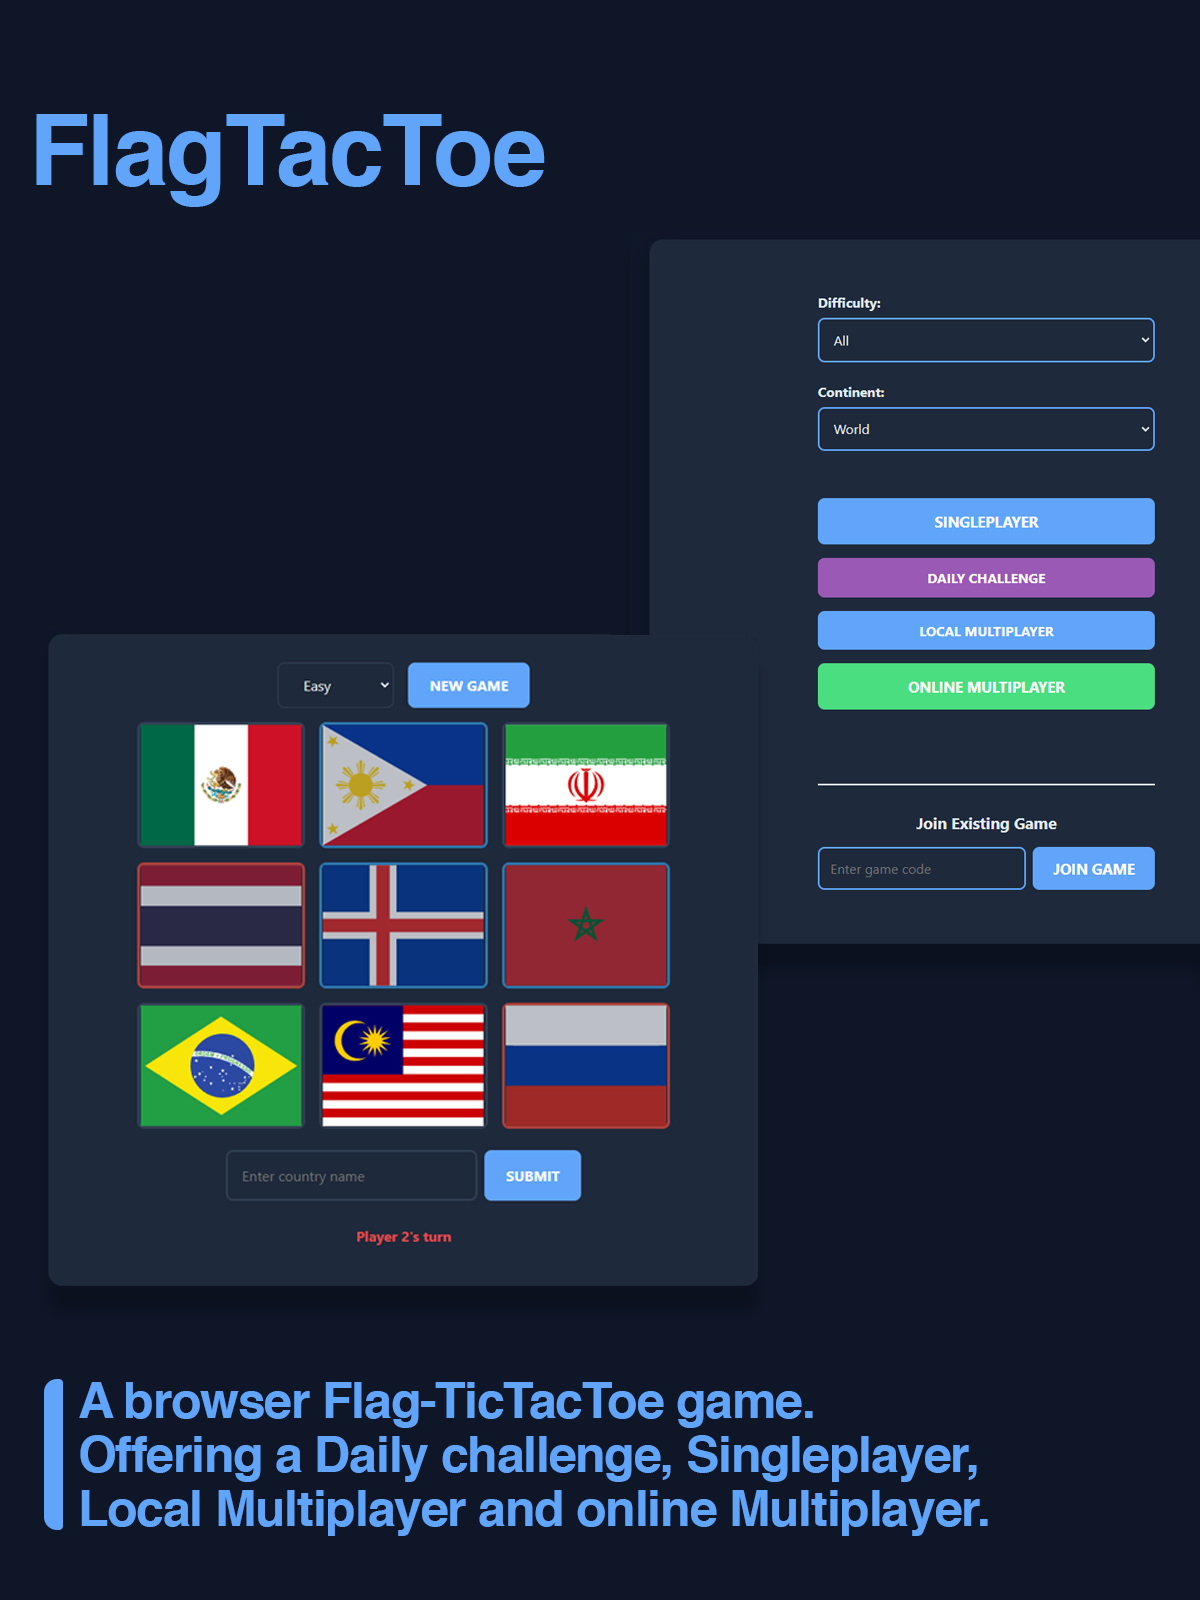 FlagTacToe
Difficulty:
All
Continent:
World
SINGLEPLAYER
DAILY CHALLENGE
LOCAL MULTIPLAYER
ONLINE MULTIPLAYER
Join Existing Game
Enter game code
JOIN GAME
Easy
NEW GAME
Enter country name
SUBMIT
Player 2's turn
A browser Flag-TicTacToe game.
Offering a Daily challenge, Singleplayer,
Local Multiplayer and online Multiplayer.